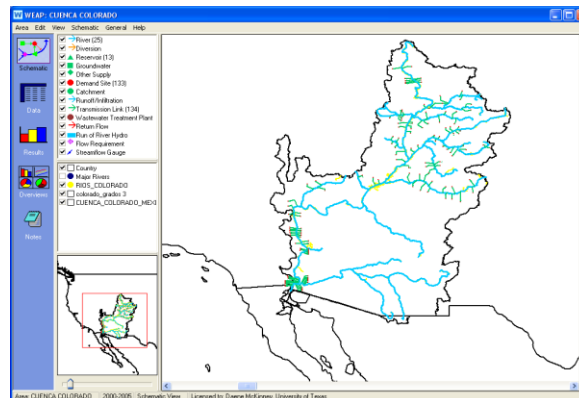 WEAP: CUENCA COLORADO
Area Edit View Schematic General Help
Schematic
Data
Results
Overviews
Notes
River (25)
Diversion
Reservoir (13)
Groundwater
Other Supply
Demand Site (133)
Catchment
Runoff/Infiltration
Transmission Link (134)
Wastewater Treatment Plant
Return Flow
Run of River Hydro
Flow Requirement
Streamflow Gauge
Country
Major Rivers
RIOS_COLORADO
colorado_grados 3
CUENCA_COLORADO_MEXI
Area: CUENCA COLORADO 2000-2005 Schematic View Licensed to: Daene McKinney, University of Texas